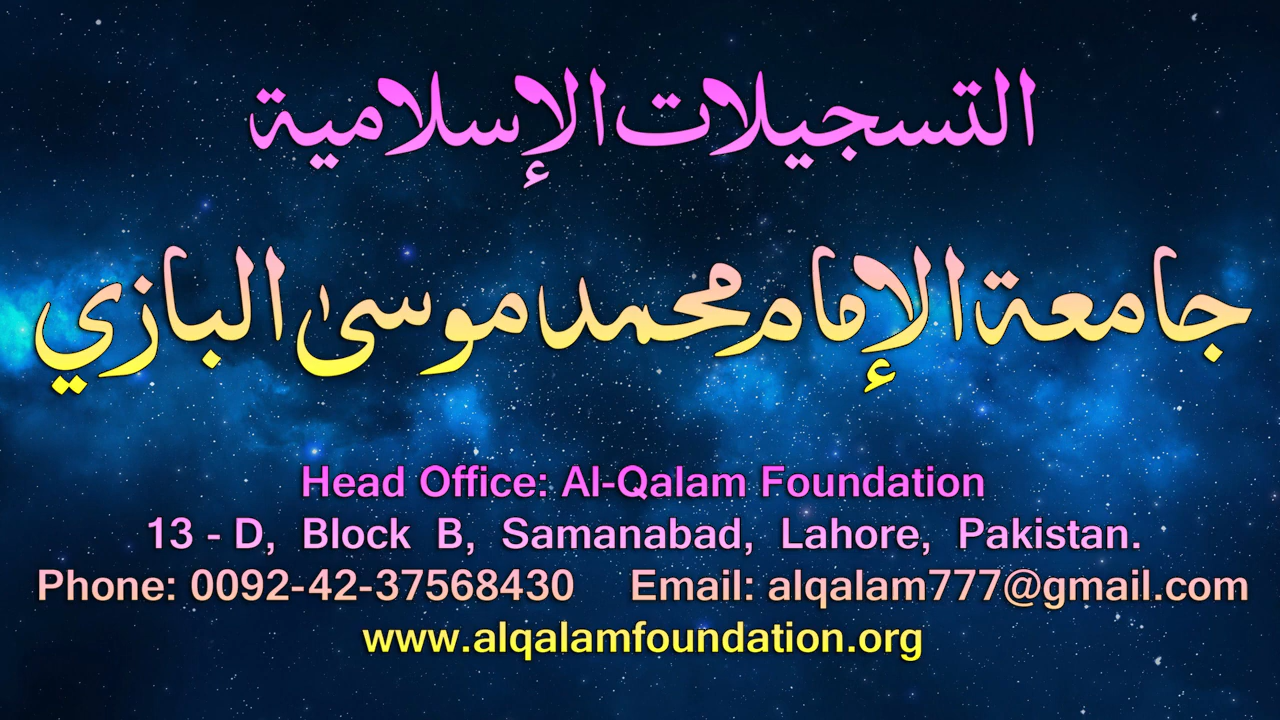 التسجيلات الإسلامية
جامعة الإمام محمد موسىٰ البازي
Head Office: Al-Qalam Foundation
13 - D, Block B, Samanabad, Lahore, Pakistan.
Phone: 0092-42-37568430 Email: alqalam777@gmail.com
www.alqalamfoundation.org